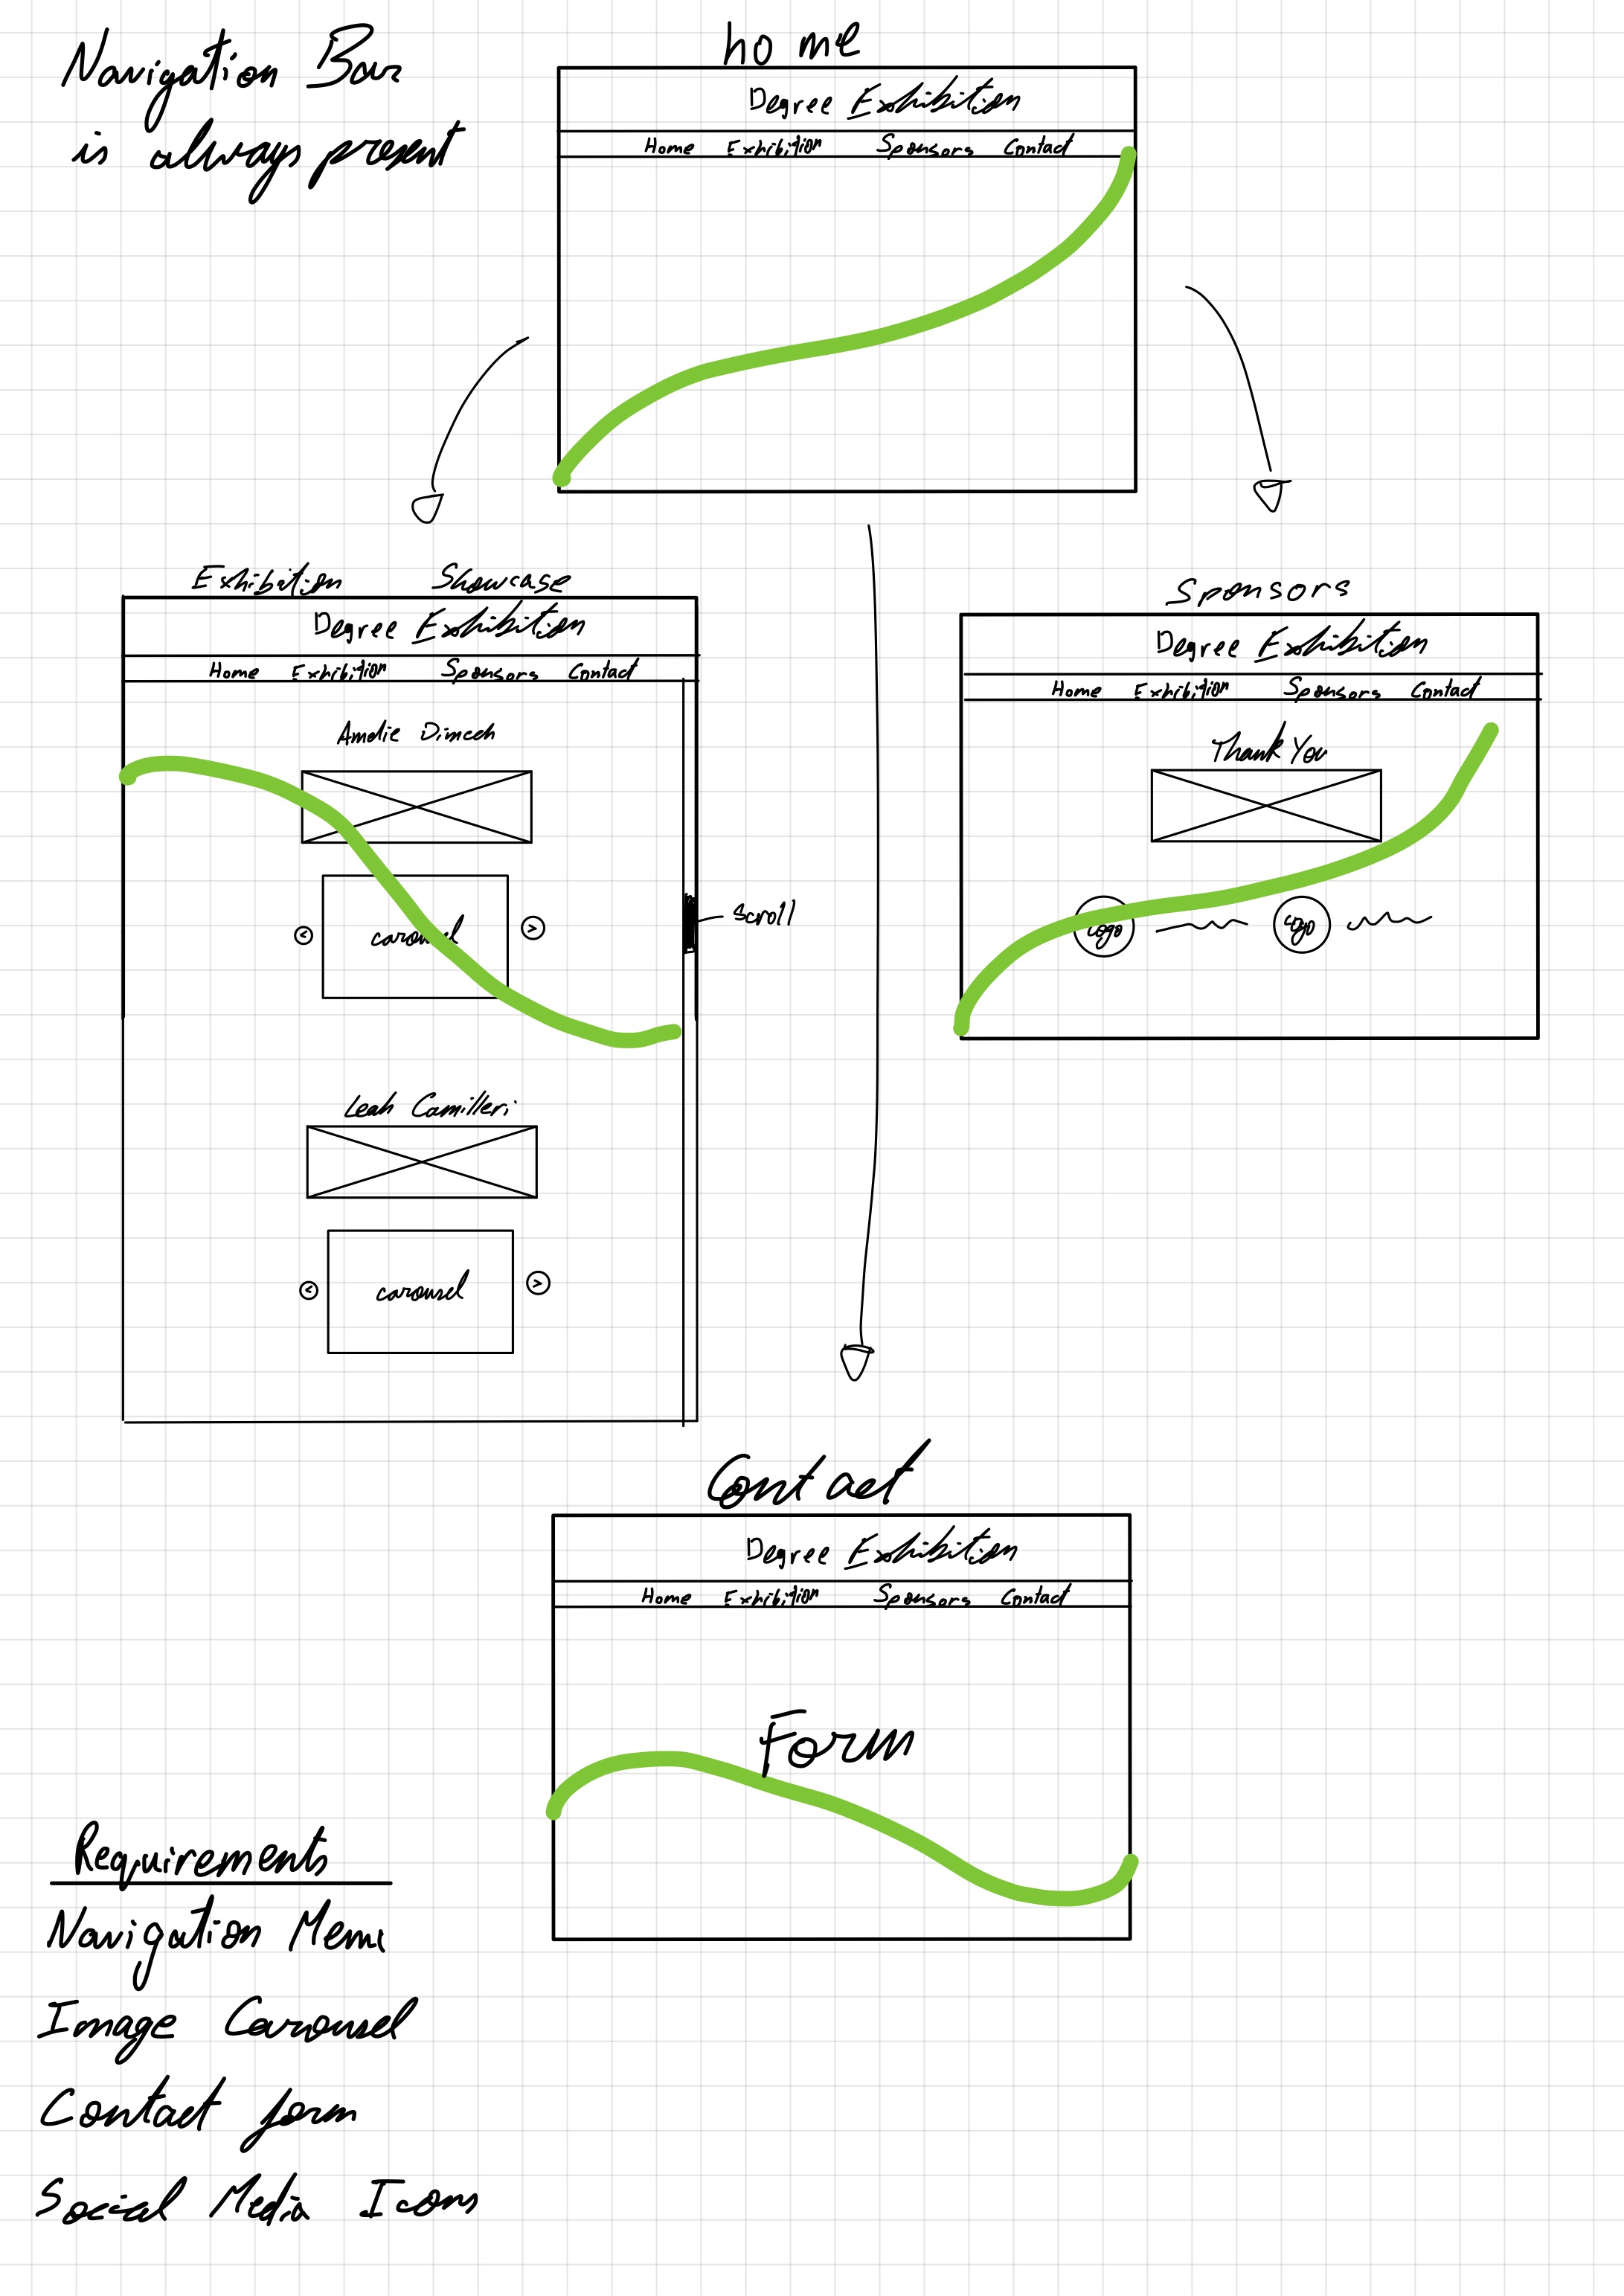 Navigation Bar
is always present
home
Degree Exhibition
Home Exhibition Sponsors Contact
Exhibation Showcase
Degree Exhibition
Home Exhibition Sponsors Contact
Amelie Dimech
<
carousel
>
Scroll
Leah Camilleri
<
carousel
>
Sponsors
Degree Exhibition
Home Exhibition Sponsors Contact
Thank You
Logo
Logo
Contact
Degree Exhibition
Home Exhibition Sponsors Contact
Form
Requirements
Navigation Menu
Image Carousel
Contact form
Social Media Icons